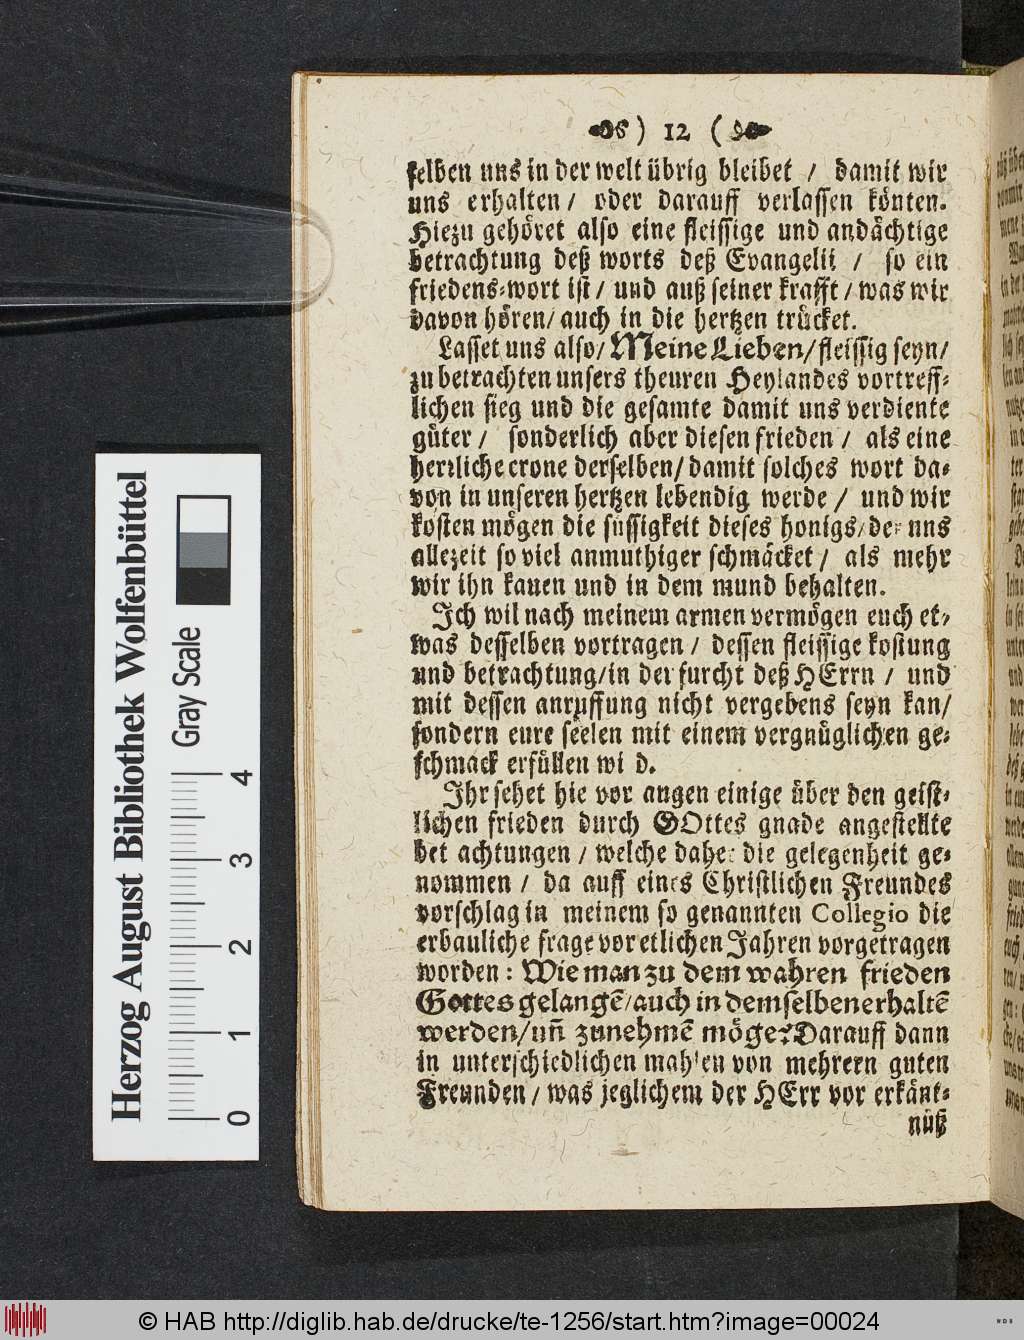 ) 12 (
selben uns in der welt übrig bleibet / damit wir
uns erhalten / oder darauff verlassen könten.
Hiezu gehöret also eine fleissige und andächtige
betrachtung deß worts deß Evangelii / so ein
friedens-wort ist / und auß seiner krafft / was wir
davon hören / auch in die hertzen trücket.
Lasset uns also / Meine Lieben / fleissig seyn /
zu betrachten unsers theuren Heylandes vortreff-
lichen sieg und die gesamte damit uns verdiente
güter / sonderlich aber diesen frieden / als eine
herrliche crone derselben / damit solches wort da-
von in unseren hertzen lebendig werde / und wir
kosten mögen die süssigkeit dieses honigs / der uns
allezeit so viel anmuthiger schmäcket / als mehr
wir ihn kauen und in dem mund behalten.
Ich wil nach meinem armen vermögen euch et-
was desselben vortragen / dessen fleissige kostung
und betrachtung / in der furcht deß HErrn / und
mit dessen anruffung nicht vergebens seyn kan /
sondern eure seelen mit einem vergnüglichen ge-
schmack erfüllen wi d.
Ihr sehet hie vor augen einige über den geist-
lichen frieden durch GOttes gnade angestellte
bet achtungen / welche daher die gelegenheit ge-
nommen / da auff eines Christlichen Freundes
vorschlag in meinem so genannten Collegio die
erbauliche frage vor etlichen Jahren vorgetragen
worden : Wie man zu dem wahren frieden
Gottes gelangē / auch in demselben erhaltē
werden / uñ zunehmē möge? Darauff dann
in unterschiedlichen mahlen von mehrern guten
Freunden / was jeglichem der HErr vor erkänt-
nüß
Herzog August Bibliothek Wolfenbüttel
Gray Scale
0 1 2 3 4
© HAB http://diglib.hab.de/drucke/te-1256/start.htm?image=00024